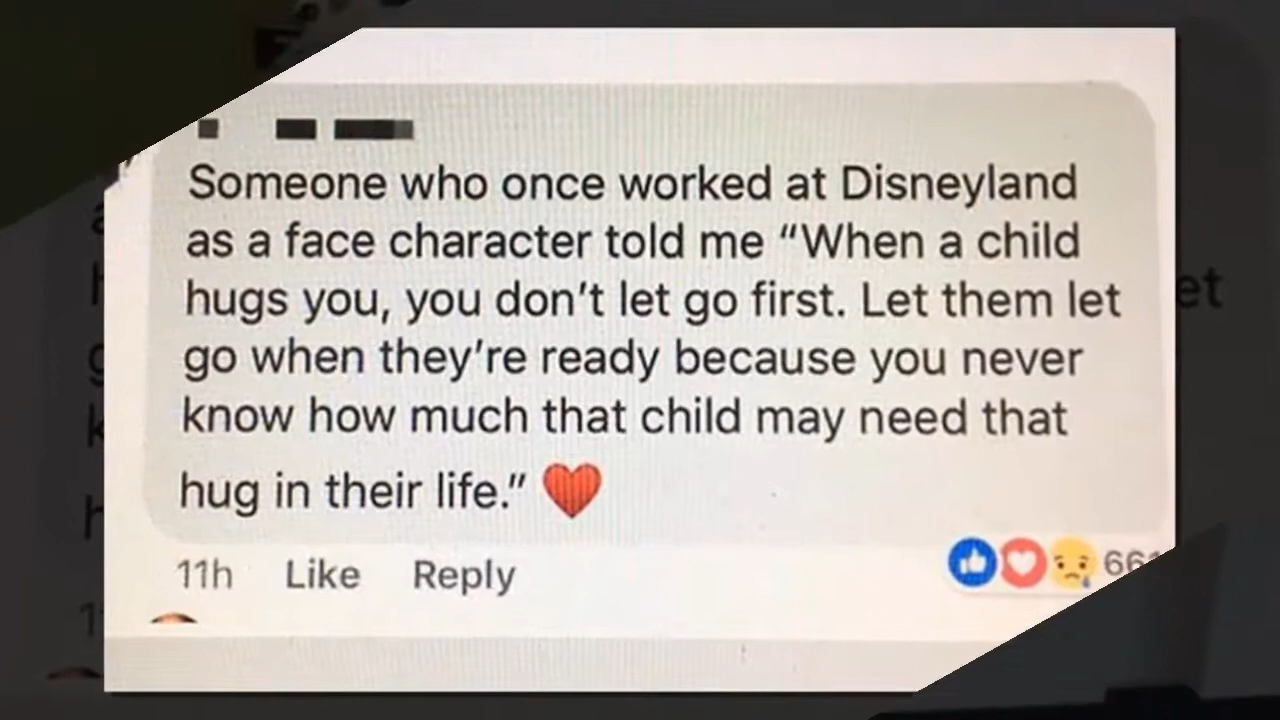 Someone who once worked at Disneyland
as a face character told me “When a child
hugs you, you don’t let go first. Let them let
go when they’re ready because you never
know how much that child may need that
hug in their life.” ❤️
11h Like Reply